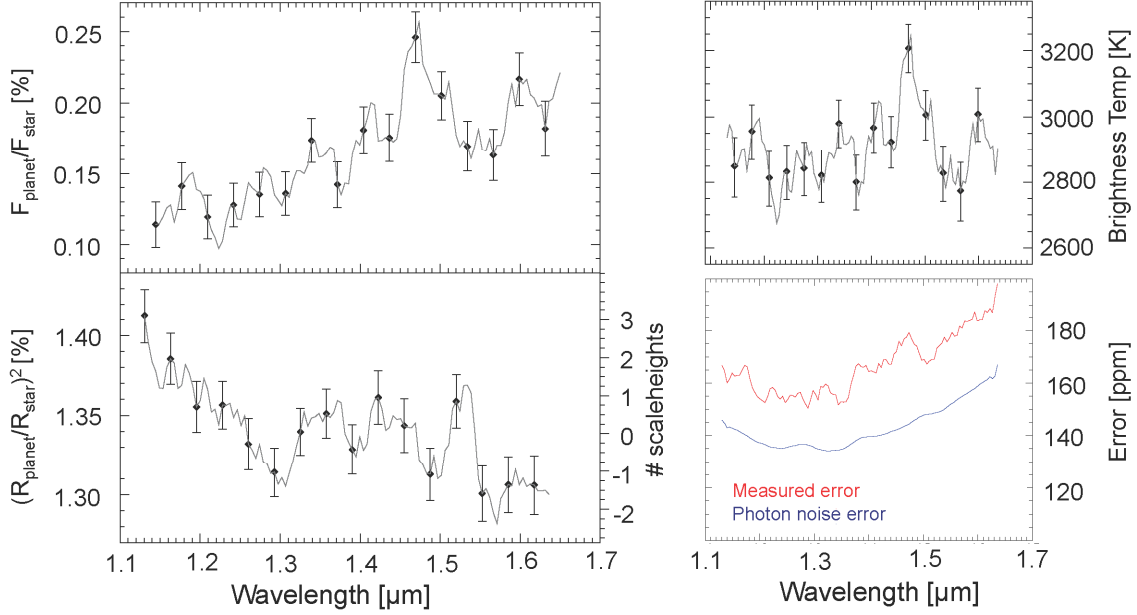 0.25
0.20
0.15
0.10
F planet/F star [%]
3200
3000
2800
2600
Brightness Temp [K]
1.40
1.35
1.30
(Rplanet/Rstar)2 [%]
3
2
1
0
-1
-2
# scaleheights
1.1 1.2 1.3 1.4 1.5 1.6 1.7
Wavelength [µm]
180
160
140
120
Error [ppm]
Measured error
Photon noise error
1.1 1.3 1.5 1.7
Wavelength [µm]